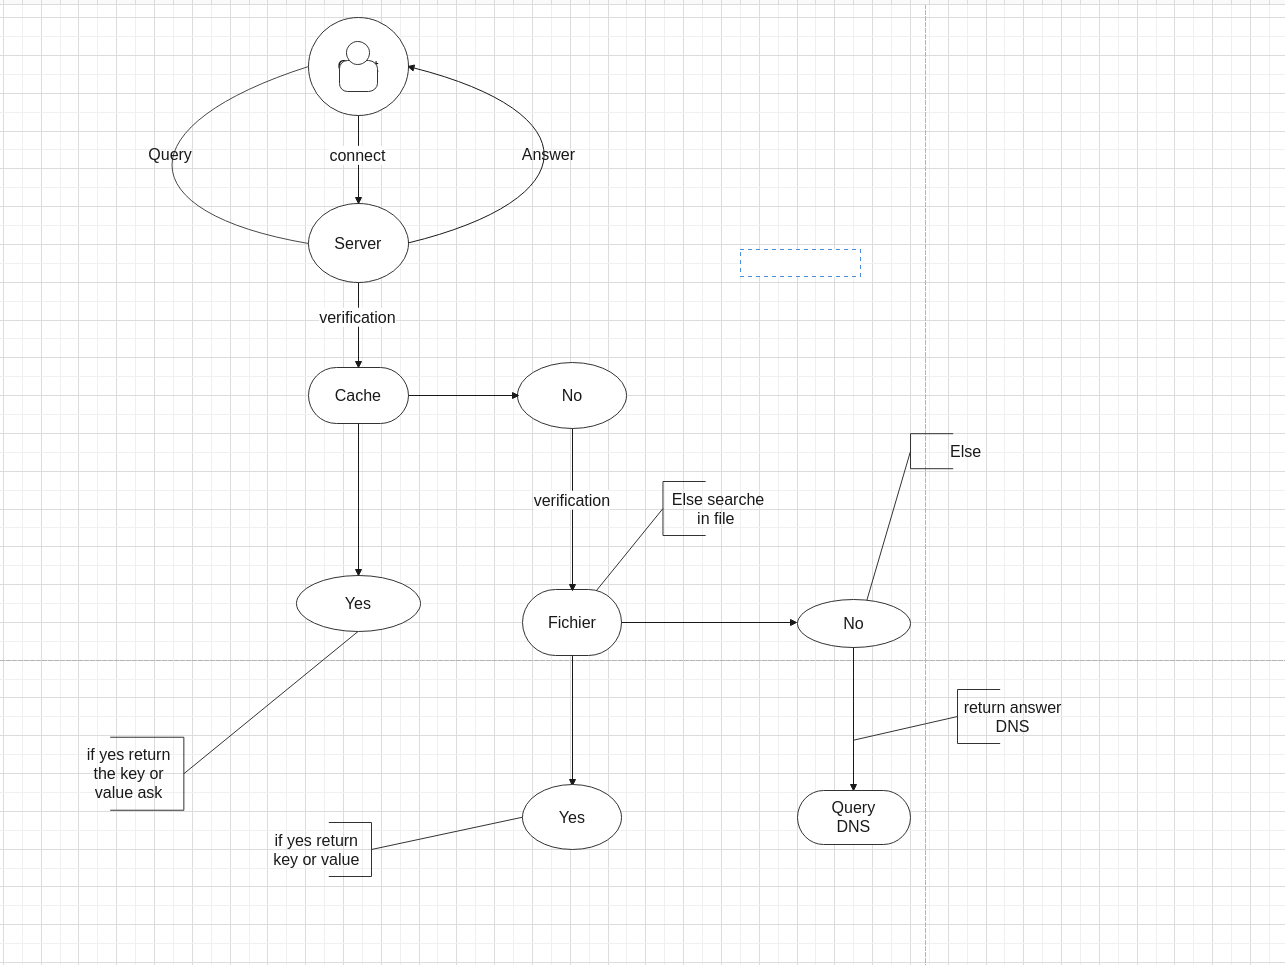 Query
connect
Answer
Server
verification
Cache
No
Else
verification
Else searche
in file
Yes
Fichier
No
return answer
DNS
if yes return
the key or
value ask
Yes
Query
DNS
if yes return
key or value